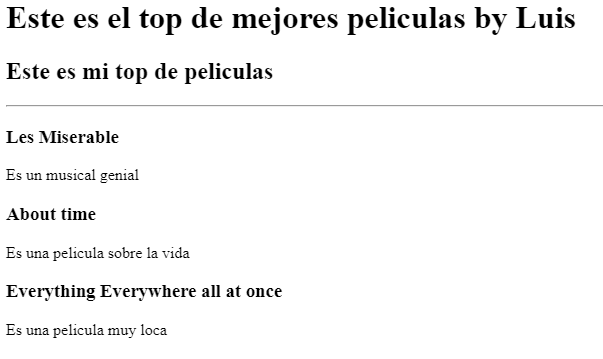 Este es el top de mejores peliculas by Luis
Este es mi top de peliculas
Les Miserable
Es un musical genial
About time
Es una pelicula sobre la vida
Everything Everywhere all at once
Es una pelicula muy loca